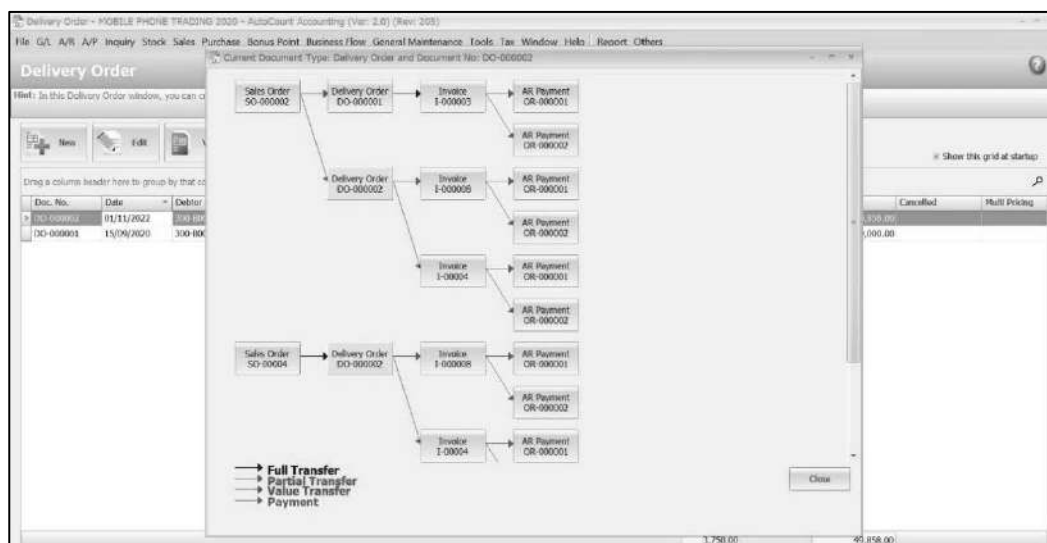 Delivery Order - MOBILE PHONE TRADING 2020 - AutoCount Accounting (Ver: 2.0) (Rev: 205)
File G/L A/R A/P Inquiry Stock Sales Purchase Bonus Point Business Flow General Maintenance Tools Tax Window Help Report Others
Current Document Type: Delivery Order and Document No: DO-000002
Delivery Order
Hint: In this Delivery Order window, you can
New Edit
Show this grid at startup
Drag a column header here to group by that
Doc. No. Date Debtor Cancelled Multi Pricing
DO-000002 01/11/2022
DO-000001 15/09/2020 ,000.00
Sales Order Delivery Order Invoice AR Payment
SO-000002 DO-000001 I-000003 OR-000001
AR Payment
OR-000002
Delivery Order Invoice AR Payment
DO-000002 I-000008 OR-000001
AR Payment
OR-000002
Invoice AR Payment
I-00004 OR-000001
AR Payment
OR-000002
Sales Order Delivery Order Invoice AR Payment
SO-00004 DO-000002 I-000008 OR-000001
AR Payment
OR-000002
Invoice AR Payment
I-00004 OR-000001
Full Transfer
Partial Transfer
Value Transfer
Payment
Close
3,750.00 49,858.00